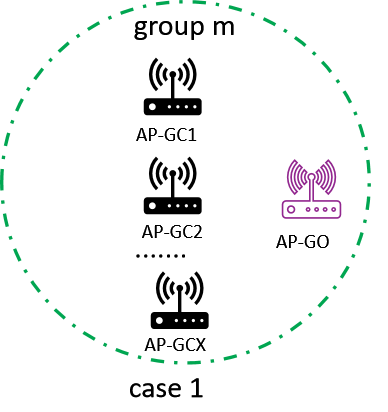 group m
AP-GC1
AP-GC2
AP-GO
.......
AP-GCX
case 1